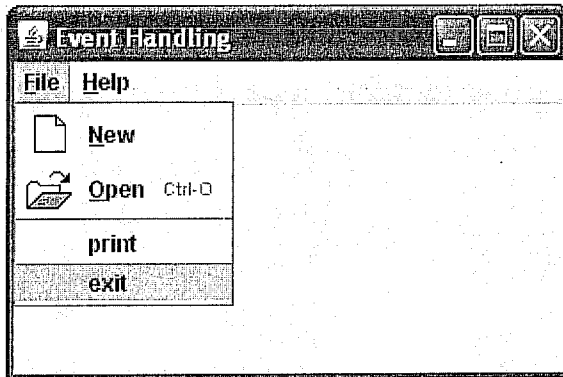 Event Handling
File Help
New
Open Ctrl-O
print
exit